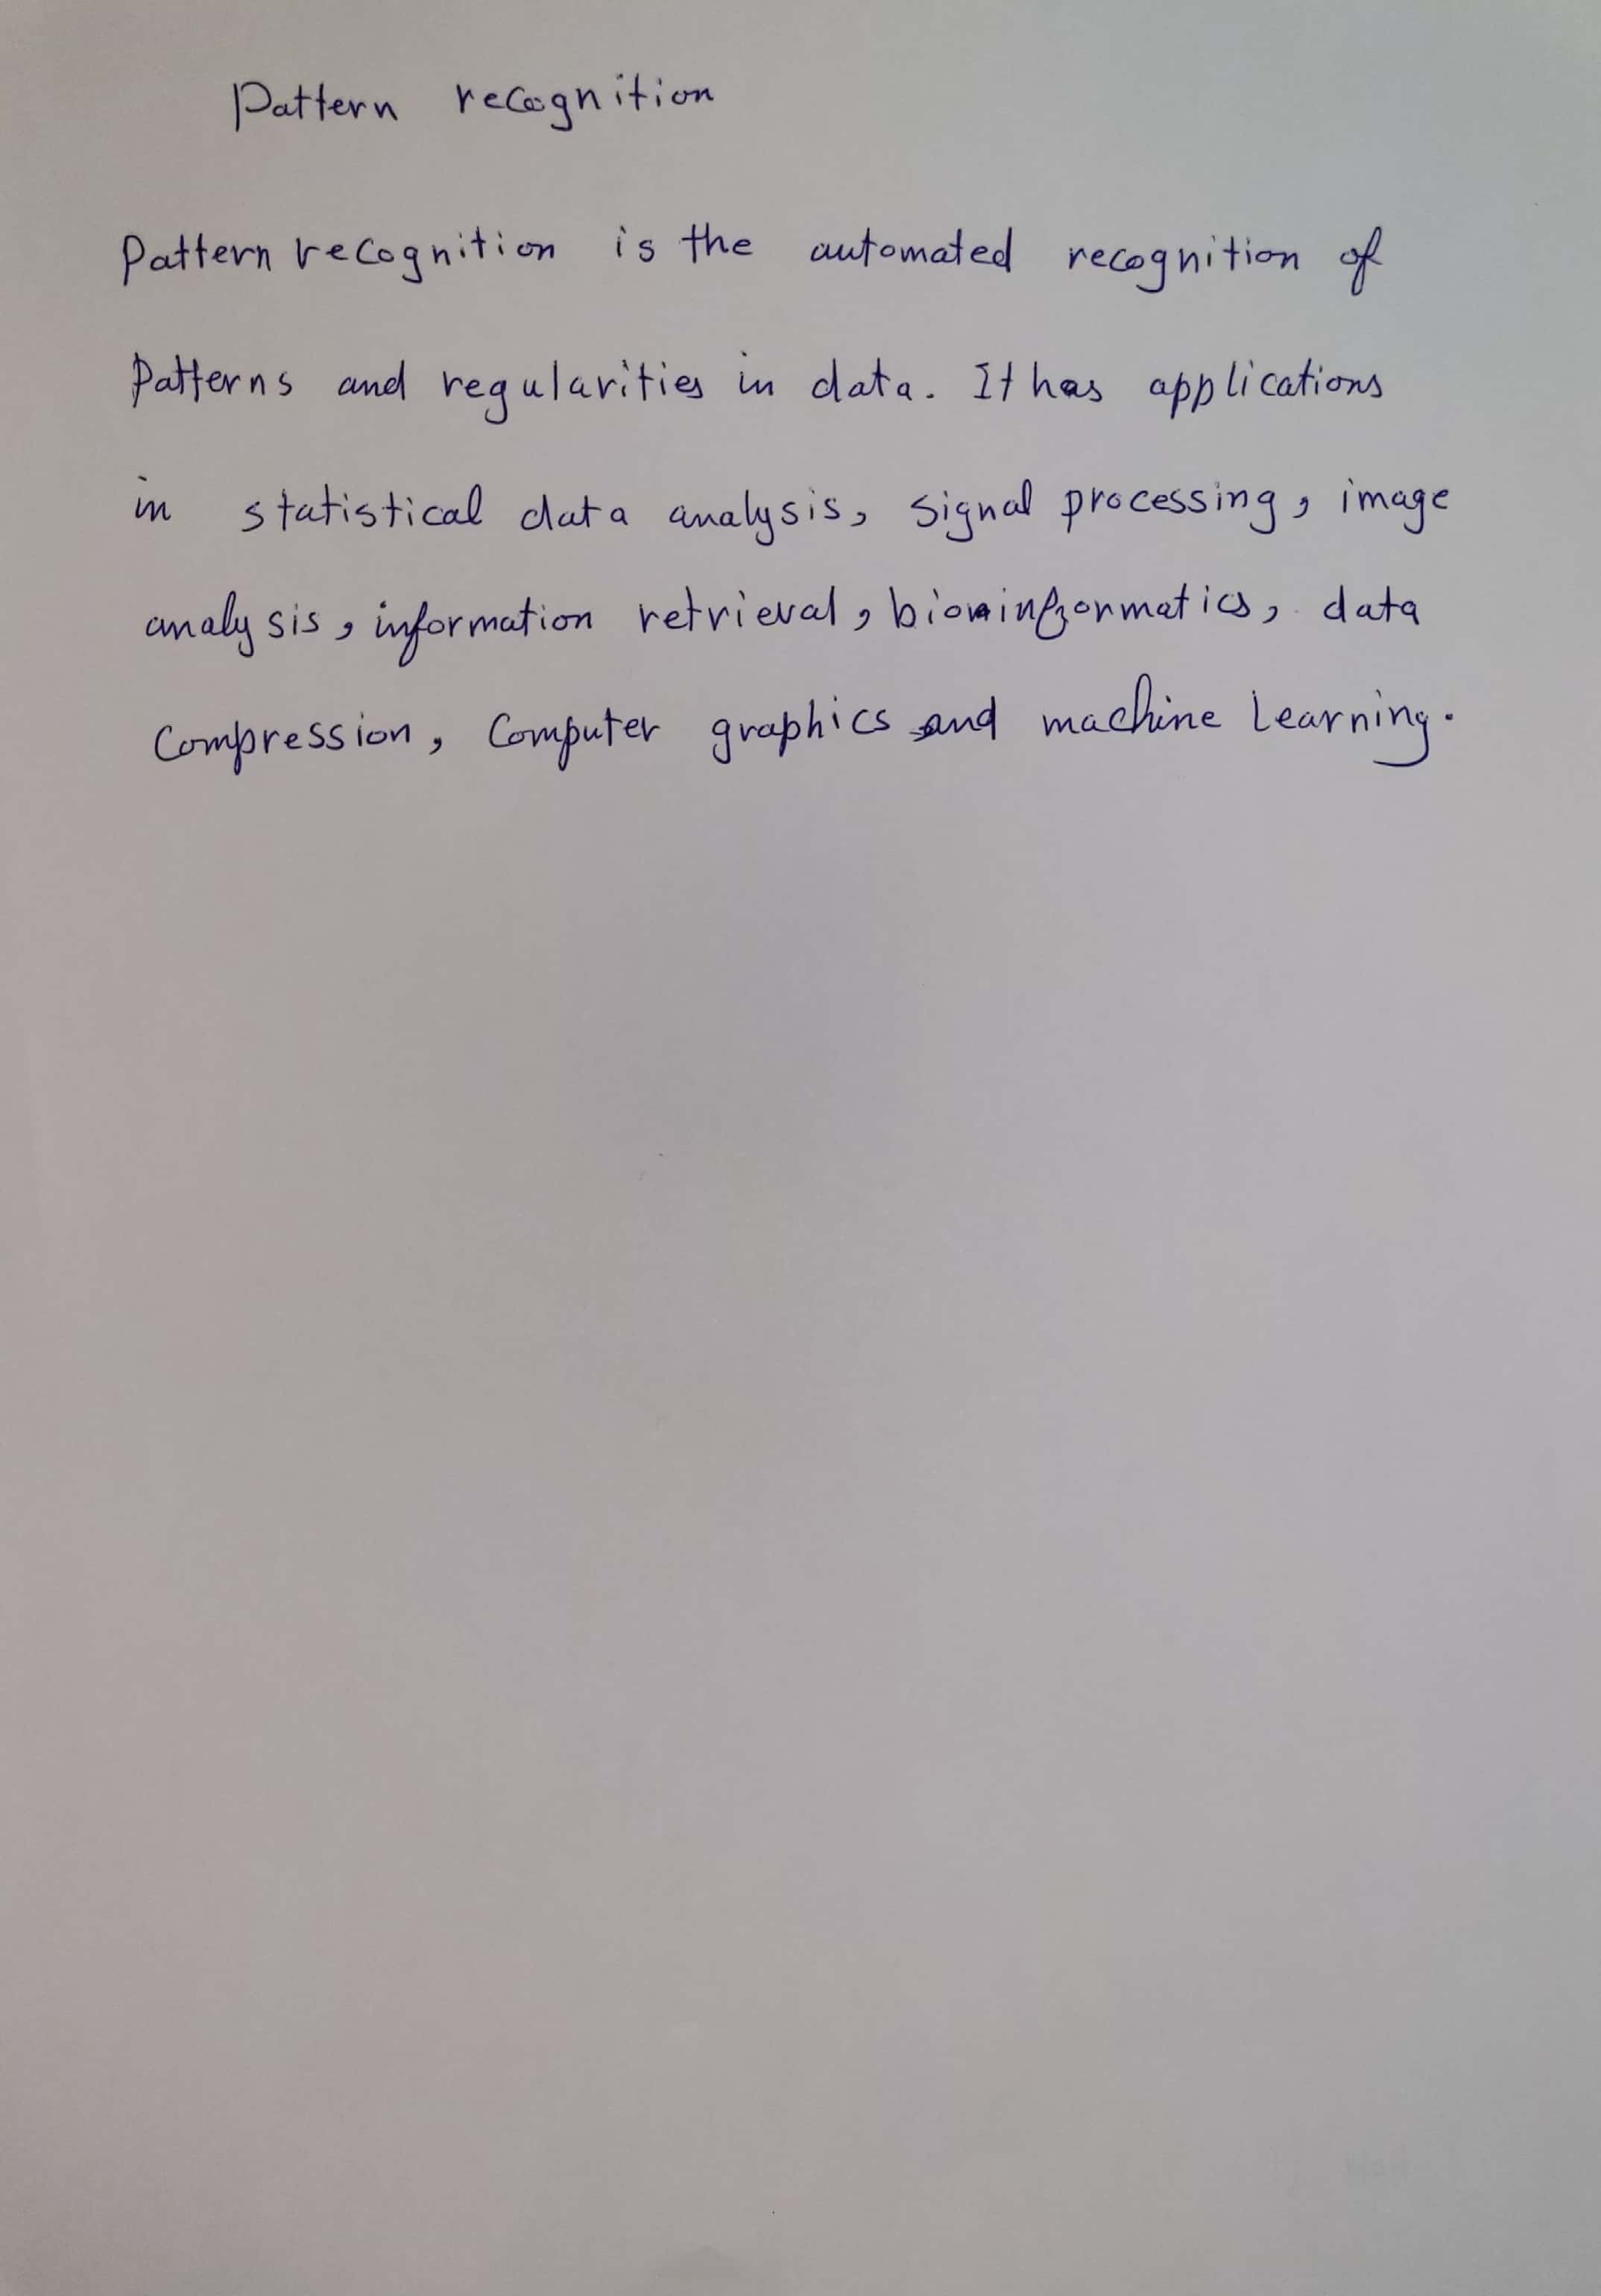 Pattern recognition
Pattern recognition is the automated recognition of
patterns and regularities in data. It has applications
in statistical data analysis, signal processing, image
analysis, information retrieval, bioinformatics, data
compression, computer graphics and machine learning.